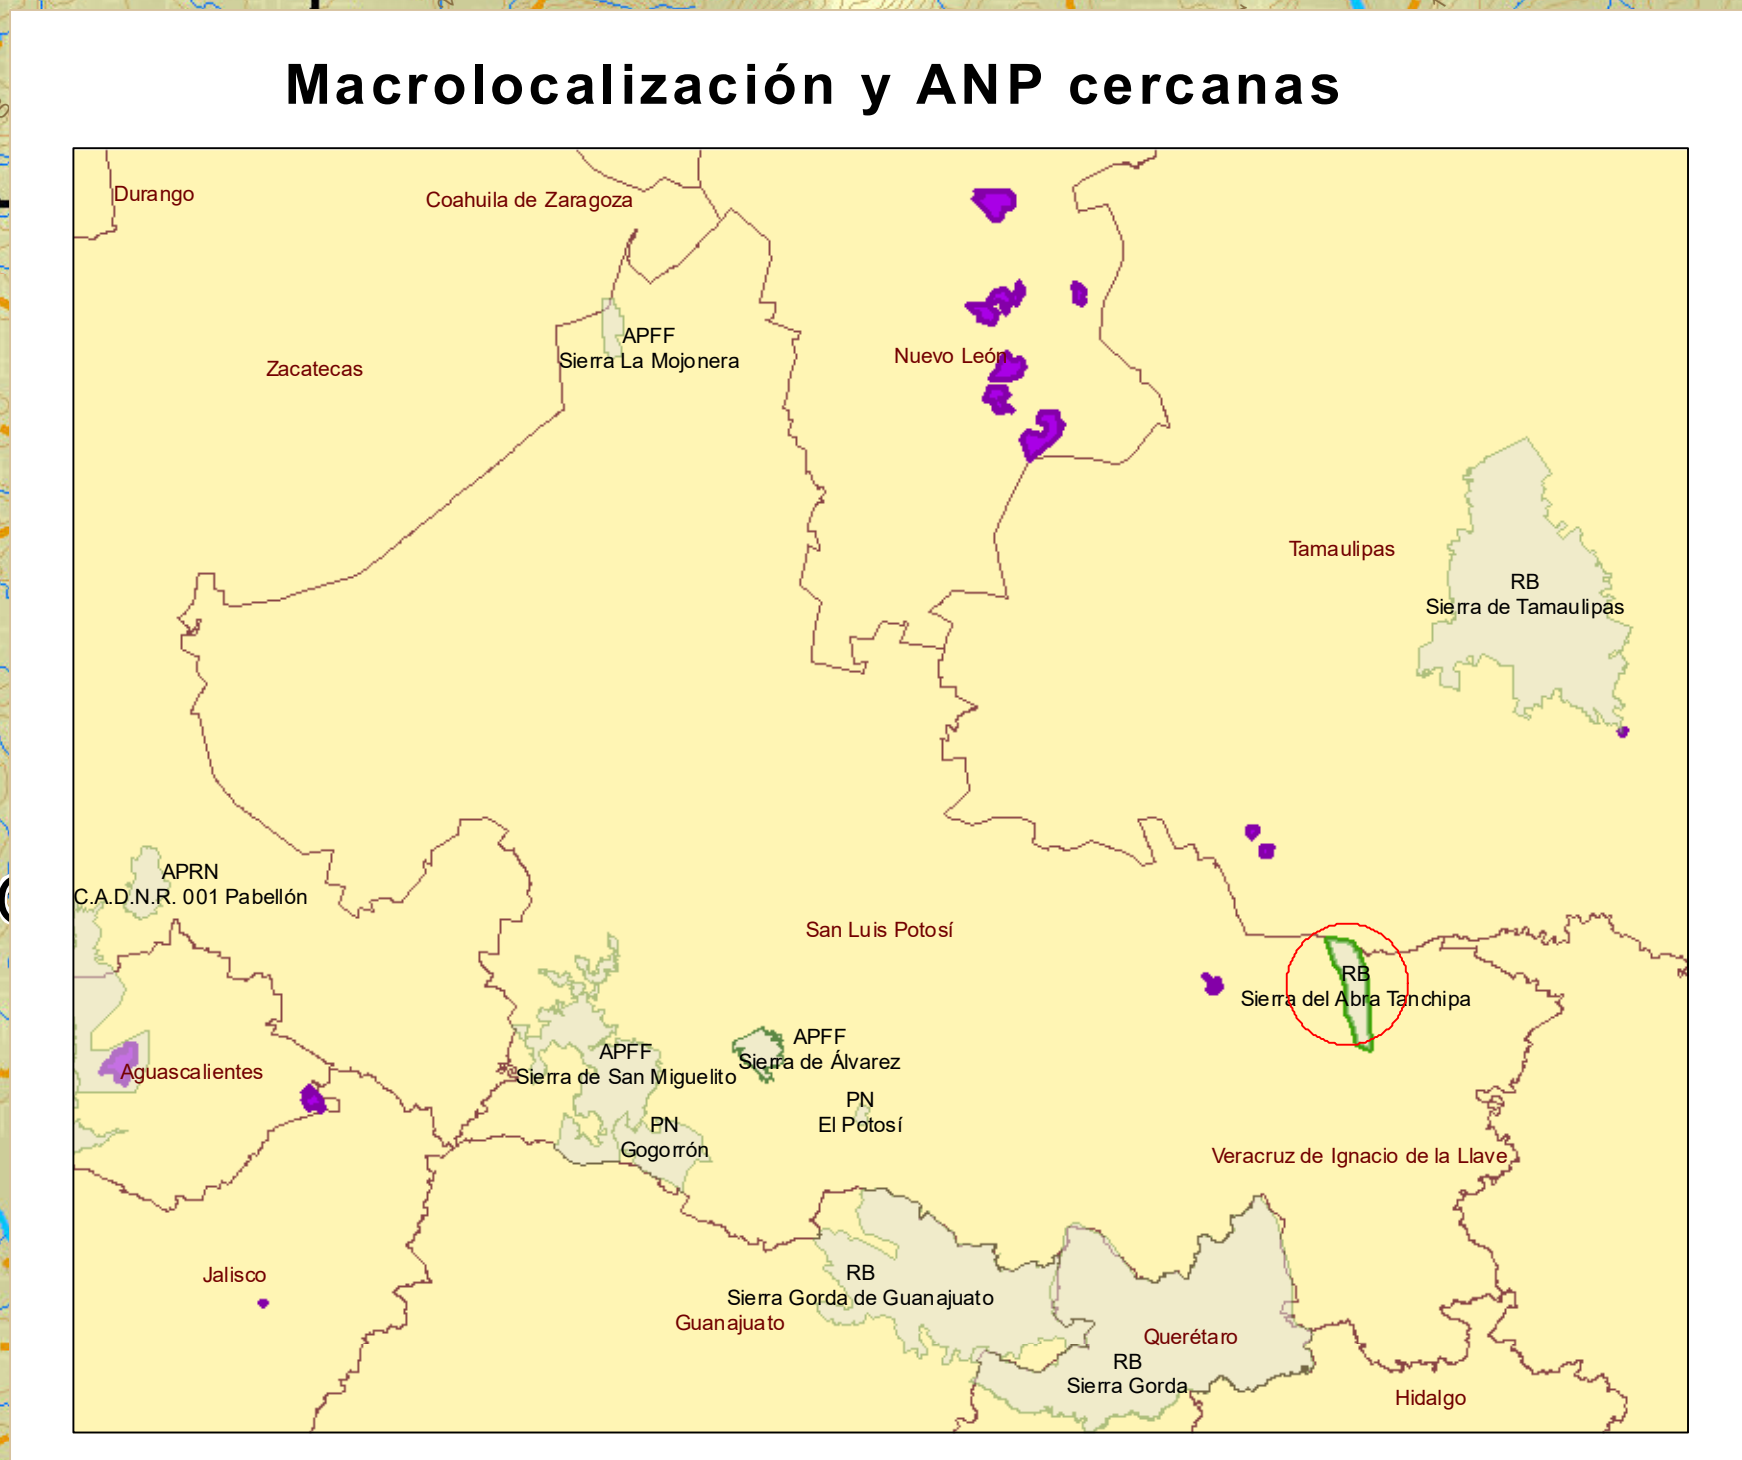 Macrolocalización y ANP cercanas
Durango
Coahuila de Zaragoza
APFF
Sierra La Mojonera
Zacatecas
Nuevo León
Tamaulipas
RB
Sierra de Tamaulipas
APRN
C.A.D.N.R. 001 Pabellón
San Luis Potosí
RB
Sierra del Abra Tanchipa
APFF
Sierra de Álvarez
APFF
Sierra de San Miguelito
Aguascalientes
PN
El Potosí
PN
Gogorrón
Veracruz de Ignacio de la Llave
Jalisco
RB
Sierra Gorda de Guanajuato
Guanajuato
Querétaro
RB
Sierra Gorda
Hidalgo